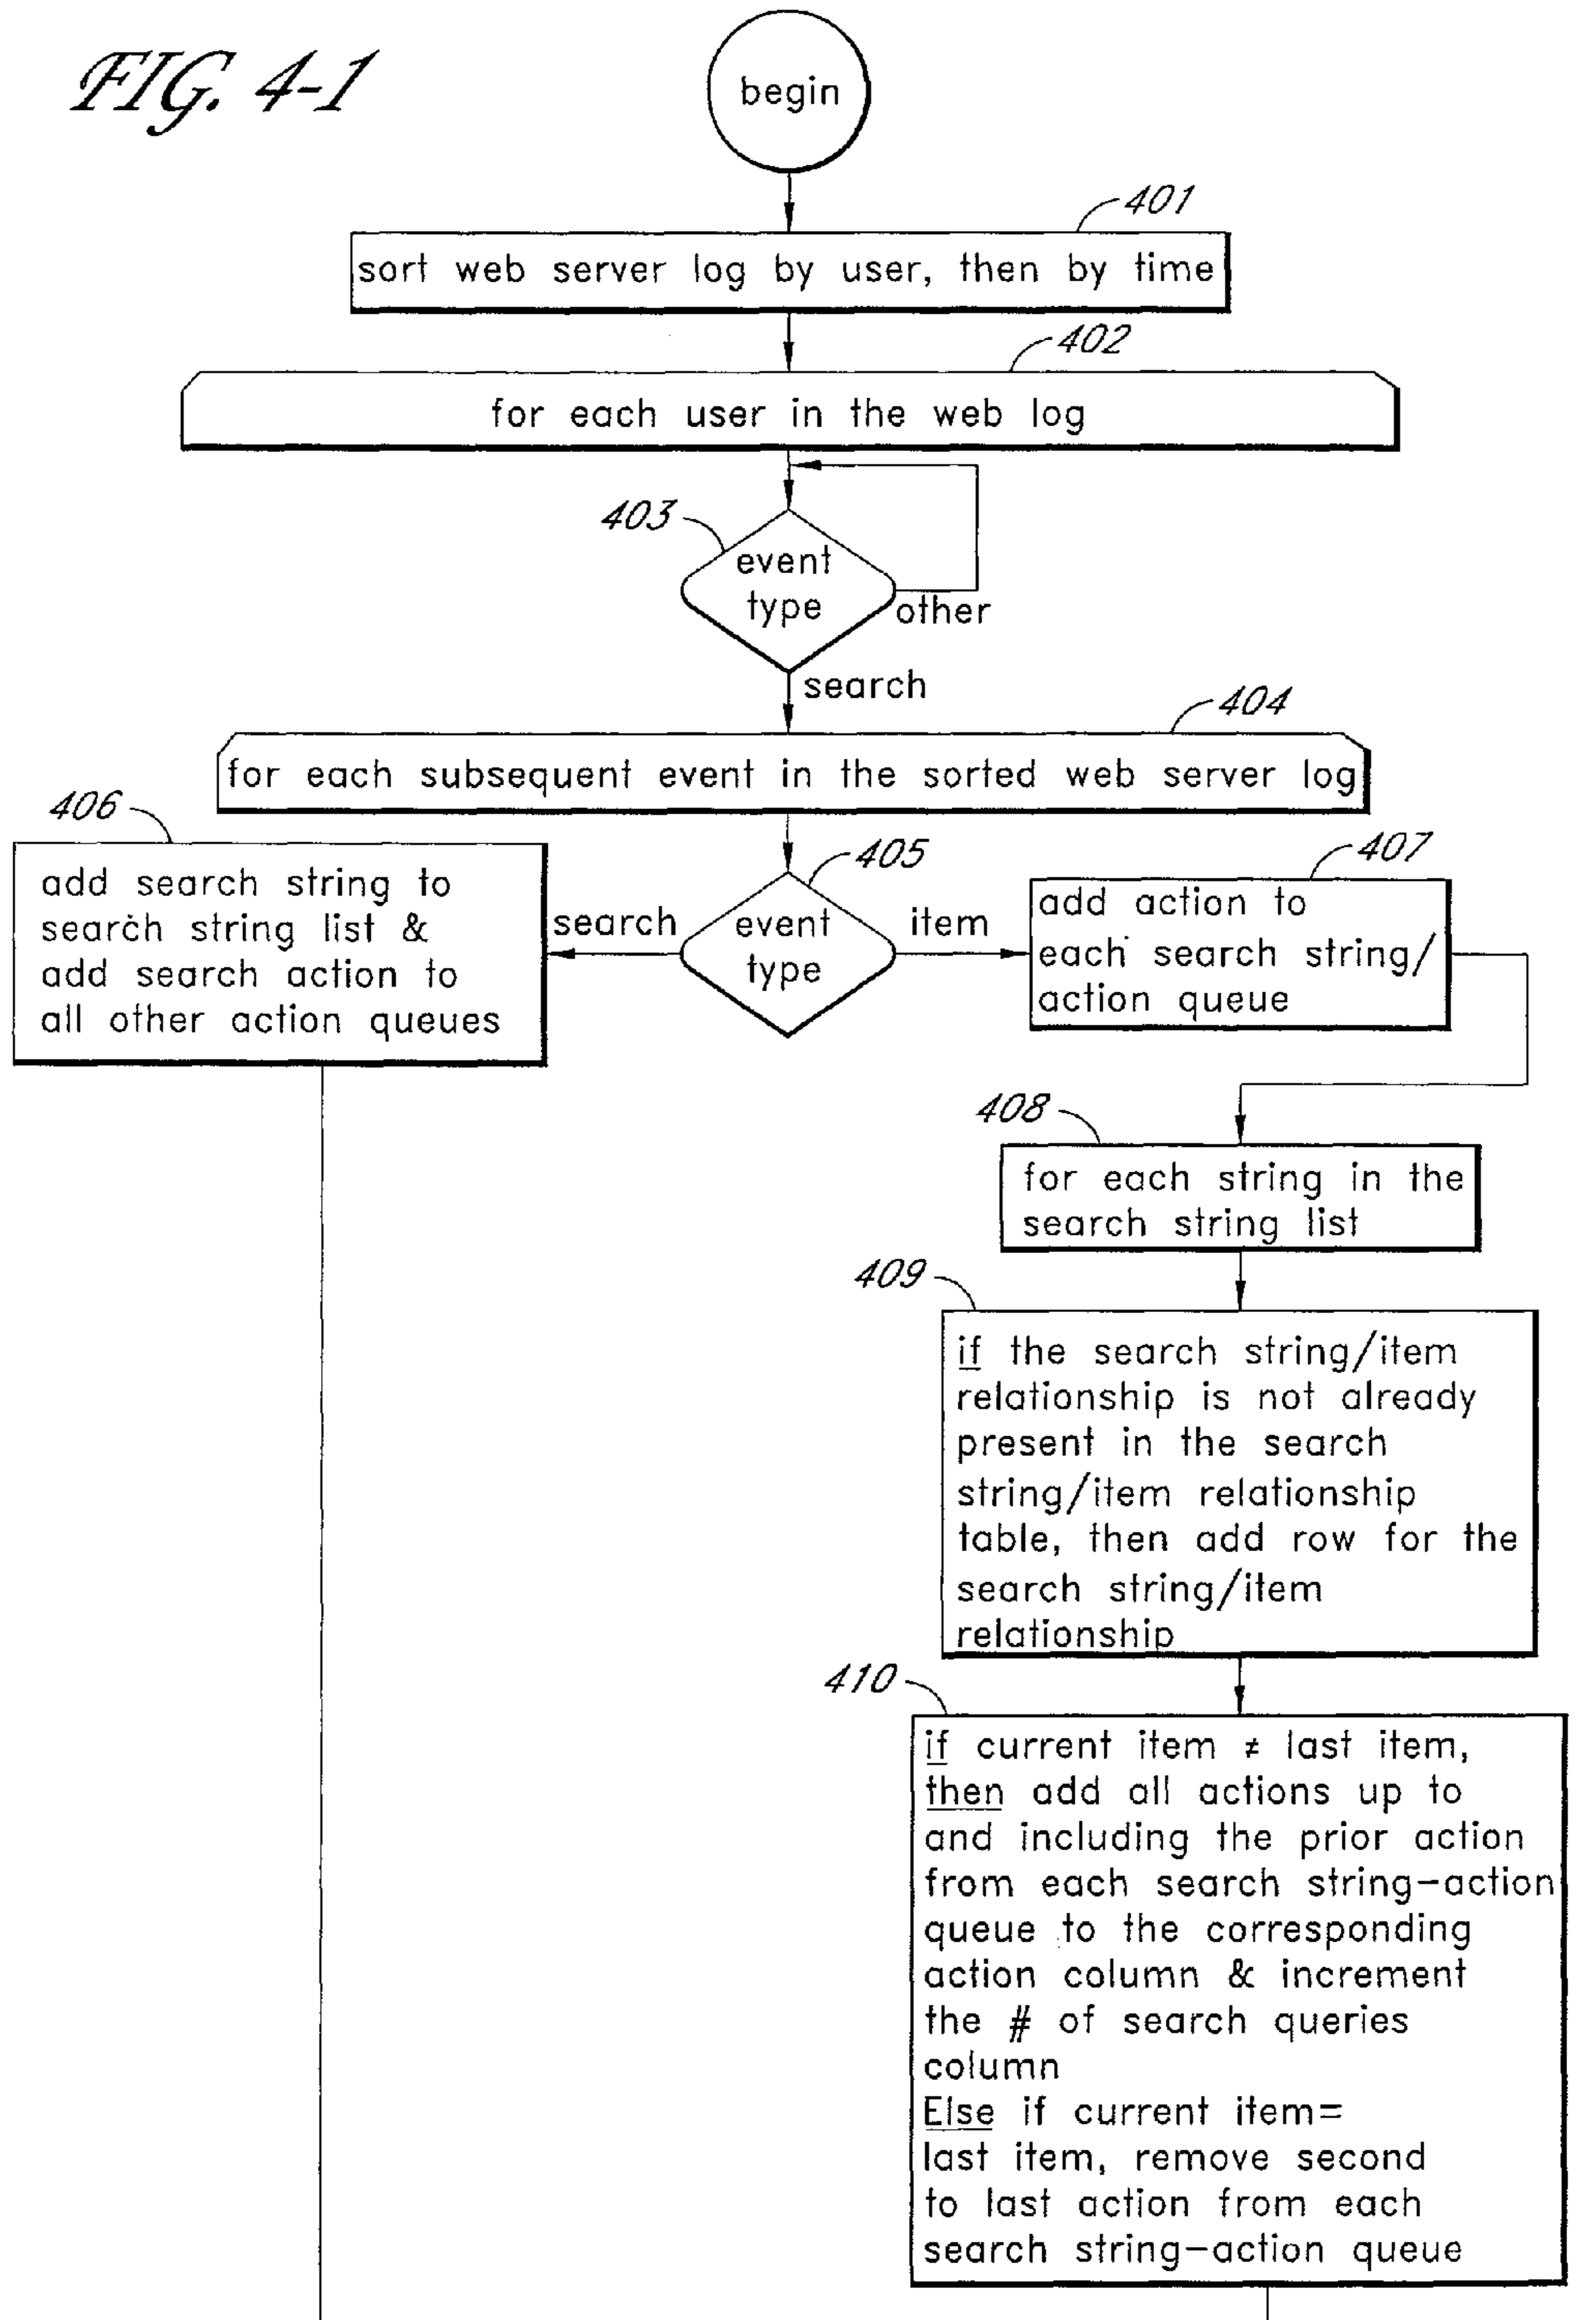 FIG. 4-1
begin
401
sort web server log by user, then by time
402
for each user in the web log
403
event
type
other
search
404
for each subsequent event in the sorted web server log
406
add search string to
search string list &
add search action to
all other action queues
search
405
event
type
item
407
add action to
each search string/
action queue
408
for each string in the
search string list
409
if the search string/item
relationship is not already
present in the search
string/item relationship
table, then add row for the
search string/item
relationship
410
if current item ≠ last item,
then add all actions up to
and including the prior action
from each search string-action
queue to the corresponding
action column & increment
the # of search queries
column
Else if current item=
last item, remove second
to last action from each
search string-action queue